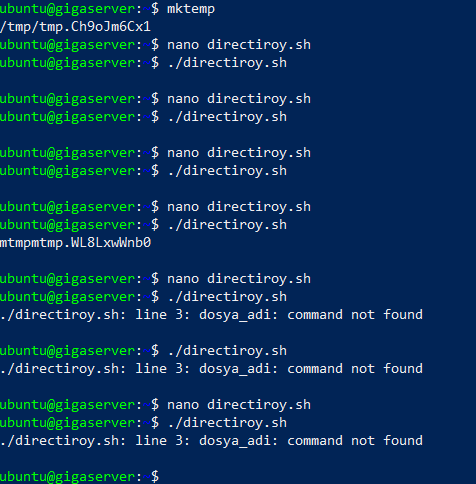 ubuntu@gigaserver:~$ mktemp
/tmp/tmp.Ch9oJm6Cx1
ubuntu@gigaserver:~$ nano directiroy.sh
ubuntu@gigaserver:~$ ./directiroy.sh
ubuntu@gigaserver:~$ nano directiroy.sh
ubuntu@gigaserver:~$ ./directiroy.sh
ubuntu@gigaserver:~$ nano directiroy.sh
ubuntu@gigaserver:~$ ./directiroy.sh
ubuntu@gigaserver:~$ nano directiroy.sh
ubuntu@gigaserver:~$ ./directiroy.sh
mtmpmtmp.WL8LxwWnb0
ubuntu@gigaserver:~$ nano directiroy.sh
ubuntu@gigaserver:~$ ./directiroy.sh
./directiroy.sh: line 3: dosya_adi: command not found
ubuntu@gigaserver:~$ ./directiroy.sh
./directiroy.sh: line 3: dosya_adi: command not found
ubuntu@gigaserver:~$ nano directiroy.sh
ubuntu@gigaserver:~$ ./directiroy.sh
./directiroy.sh: line 3: dosya_adi: command not found
ubuntu@gigaserver:~$